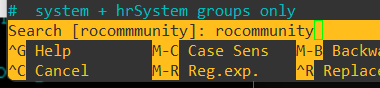 #  system + hrSystem groups only
Search [rocommmunity]: rocommunity
^G Help M-C Case Sens M-B Backwa
^C Cancel M-R Reg.exp. ^R Replac